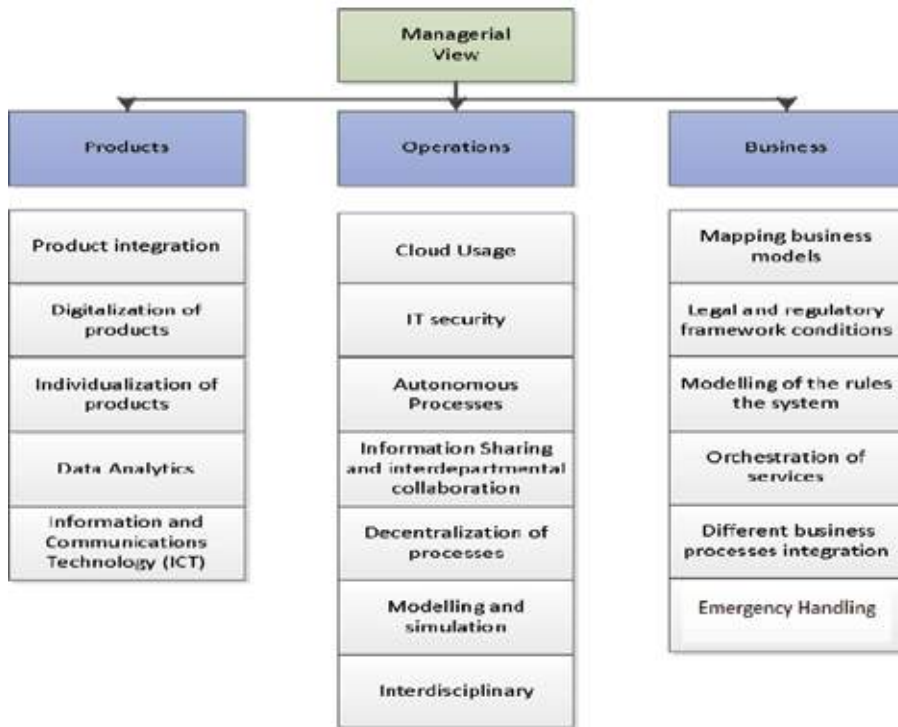 Managerial
View
Products
Operations
Business
Product integration
Digitalization of
products
Individualization of
products
Data Analytics
Information and
Communications
Technology (ICT)
Cloud Usage
IT security
Autonomous
Processes
Information Sharing
and interdepartmental
collaboration
Decentralization of
processes
Modelling and
simulation
Interdisciplinary
Mapping business
models
Legal and regulatory
framework conditions
Modelling of the rules
the system
Orchestration of
services
Different business
processes integration
Emergency Handling